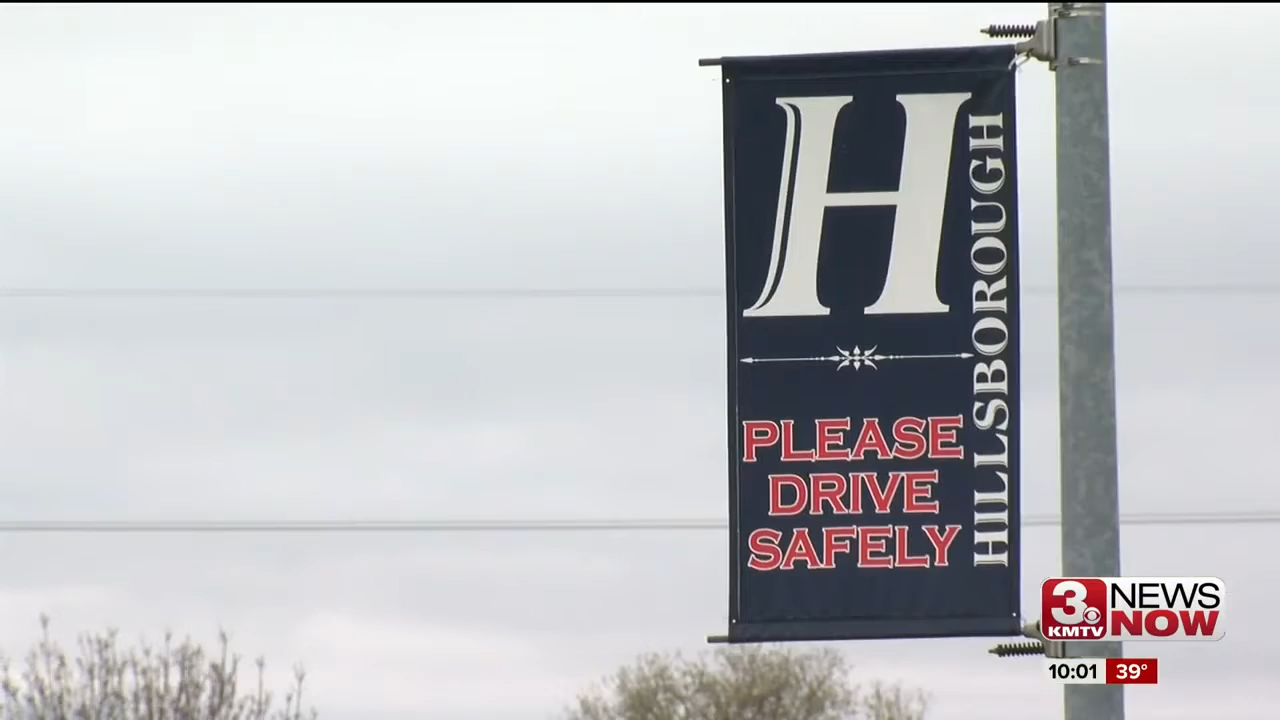 H
HILLSBOROUGH
PLEASE
DRIVE
SAFELY
3
KMTV
NEWS
NOW
10:01 39°